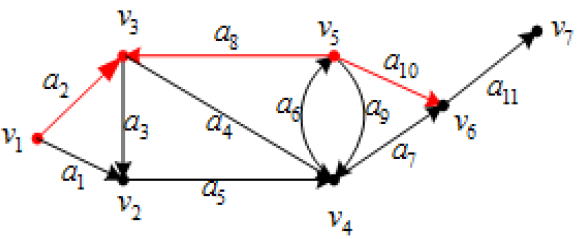 v₃
v₅
v₇
a₈
a₂
a₁₀
a₃
a₄
a₆
a₉
a₁₁
v₁
v₆
a₁
a₅
a₇
v₂
v₄